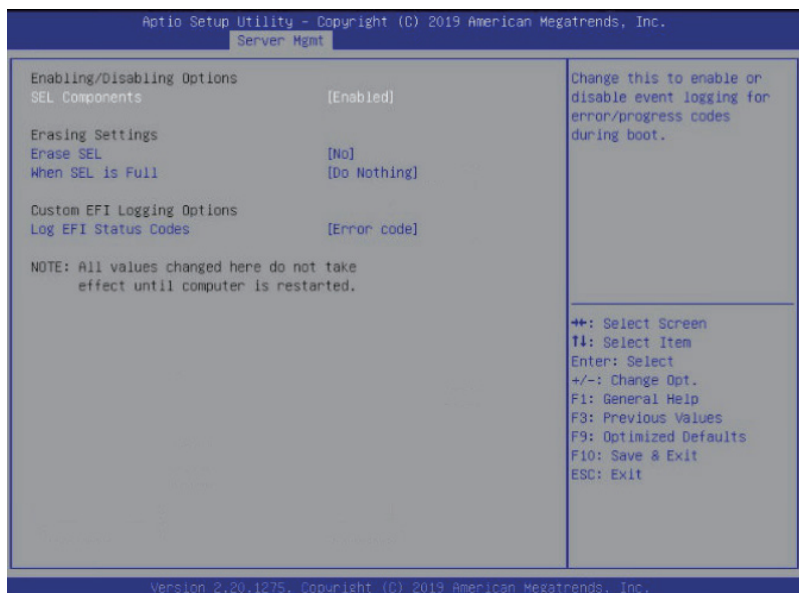 Aptio Setup Utility – Copyright (C) 2019 American Megatrends, Inc.
Server Mgmt
Enabling/Disabling Options
SEL Components [Enabled]
Erasing Settings
Erase SEL [No]
When SEL is Full [Do Nothing]
Custom EFI Logging Options
Log EFI Status Codes [Error code]
NOTE: All values changed here do not take
effect until computer is restarted.
Change this to enable or
disable event logging for
error/progress codes
during boot.
→←: Select Screen
↑↓: Select Item
Enter: Select
+/-: Change Opt.
F1: General Help
F3: Previous Values
F9: Optimized Defaults
F10: Save & Exit
ESC: Exit
Version 2.20.1275. Copyright (C) 2019 American Megatrends, Inc.